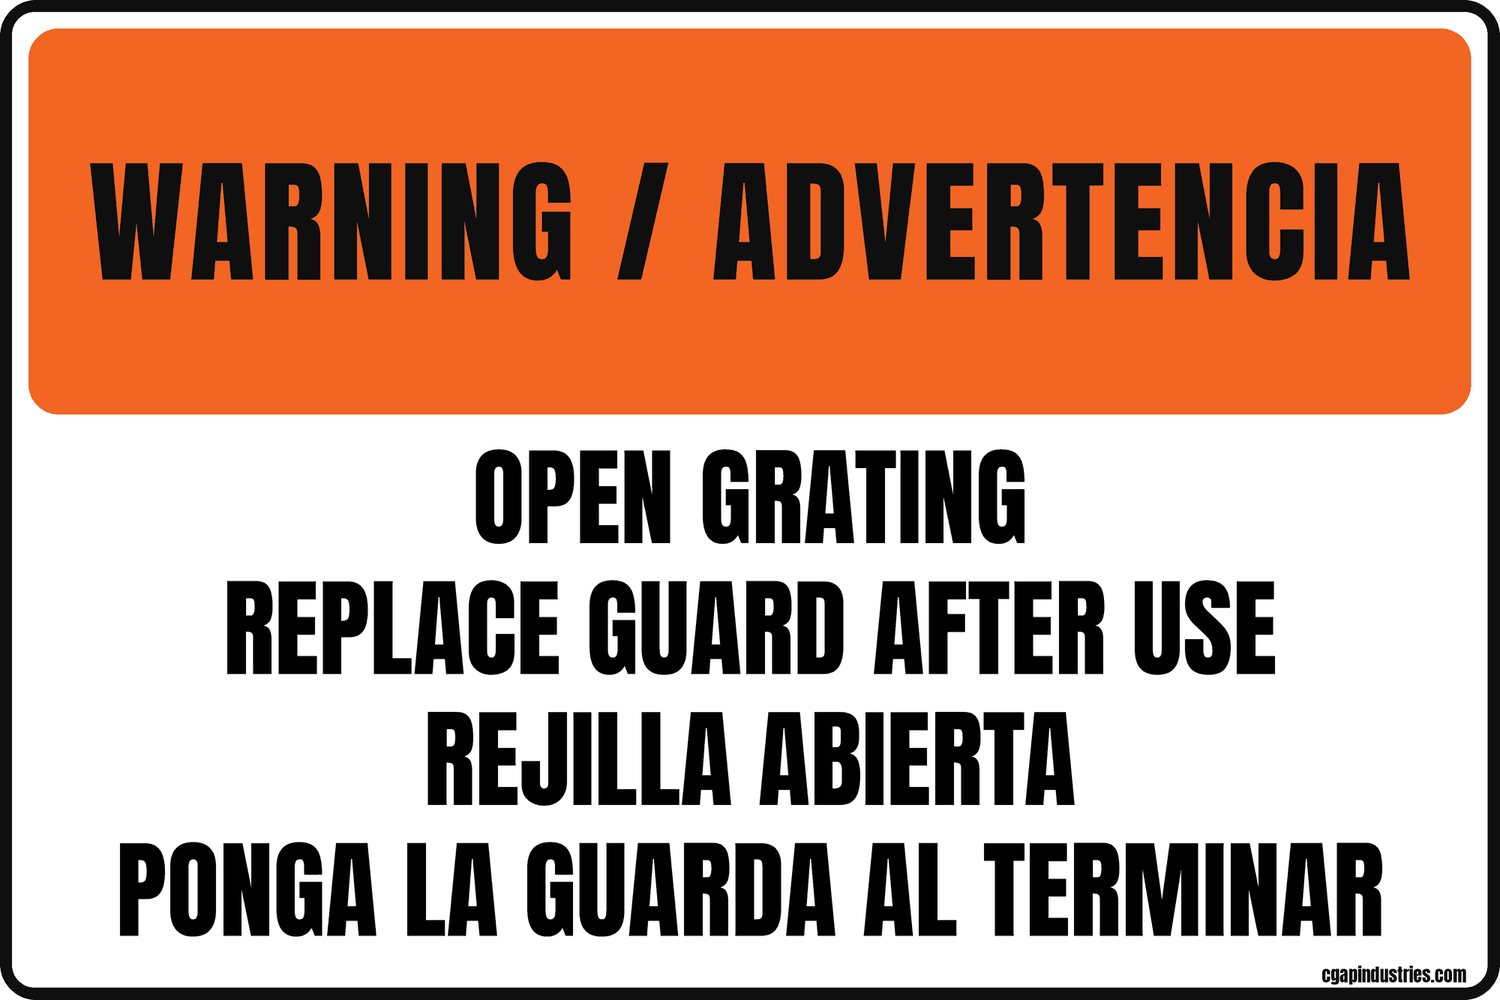 WARNING / ADVERTENCIA
OPEN GRATING
REPLACE GUARD AFTER USE
REJILLA ABIERTA
PONGA LA GUARDA AL TERMINAR
cgapindustries.com